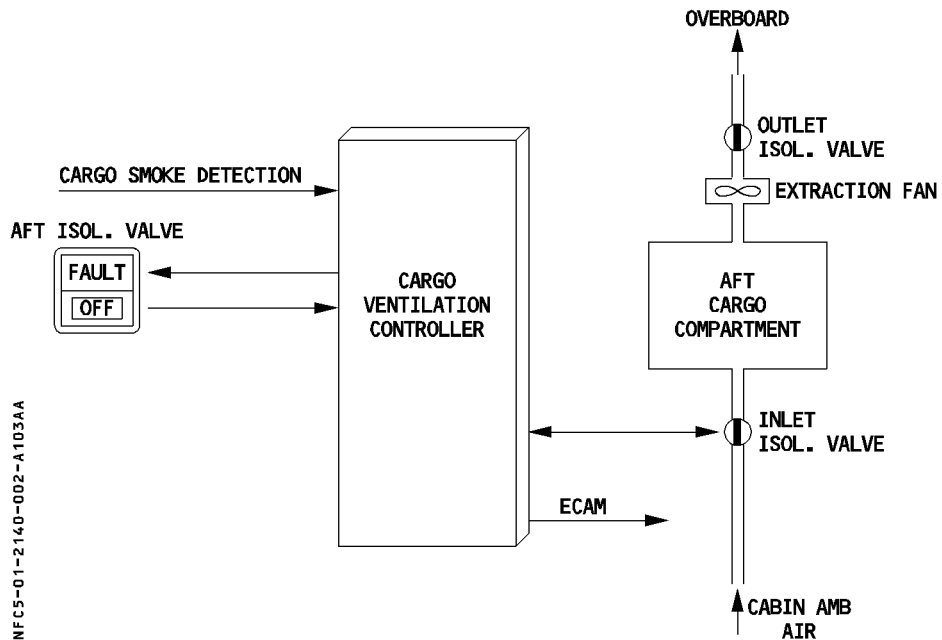 OVERBOARD
OUTLET
ISOL. VALVE
CARGO SMOKE DETECTION
EXTRACTION FAN
AFT ISOL. VALVE
FAULT
OFF
CARGO
VENTILATION
CONTROLLER
AFT
CARGO
COMPARTMENT
INLET
ISOL. VALVE
ECAM
CABIN AMB
AIR
NFC5-01-2140-002-A103AA